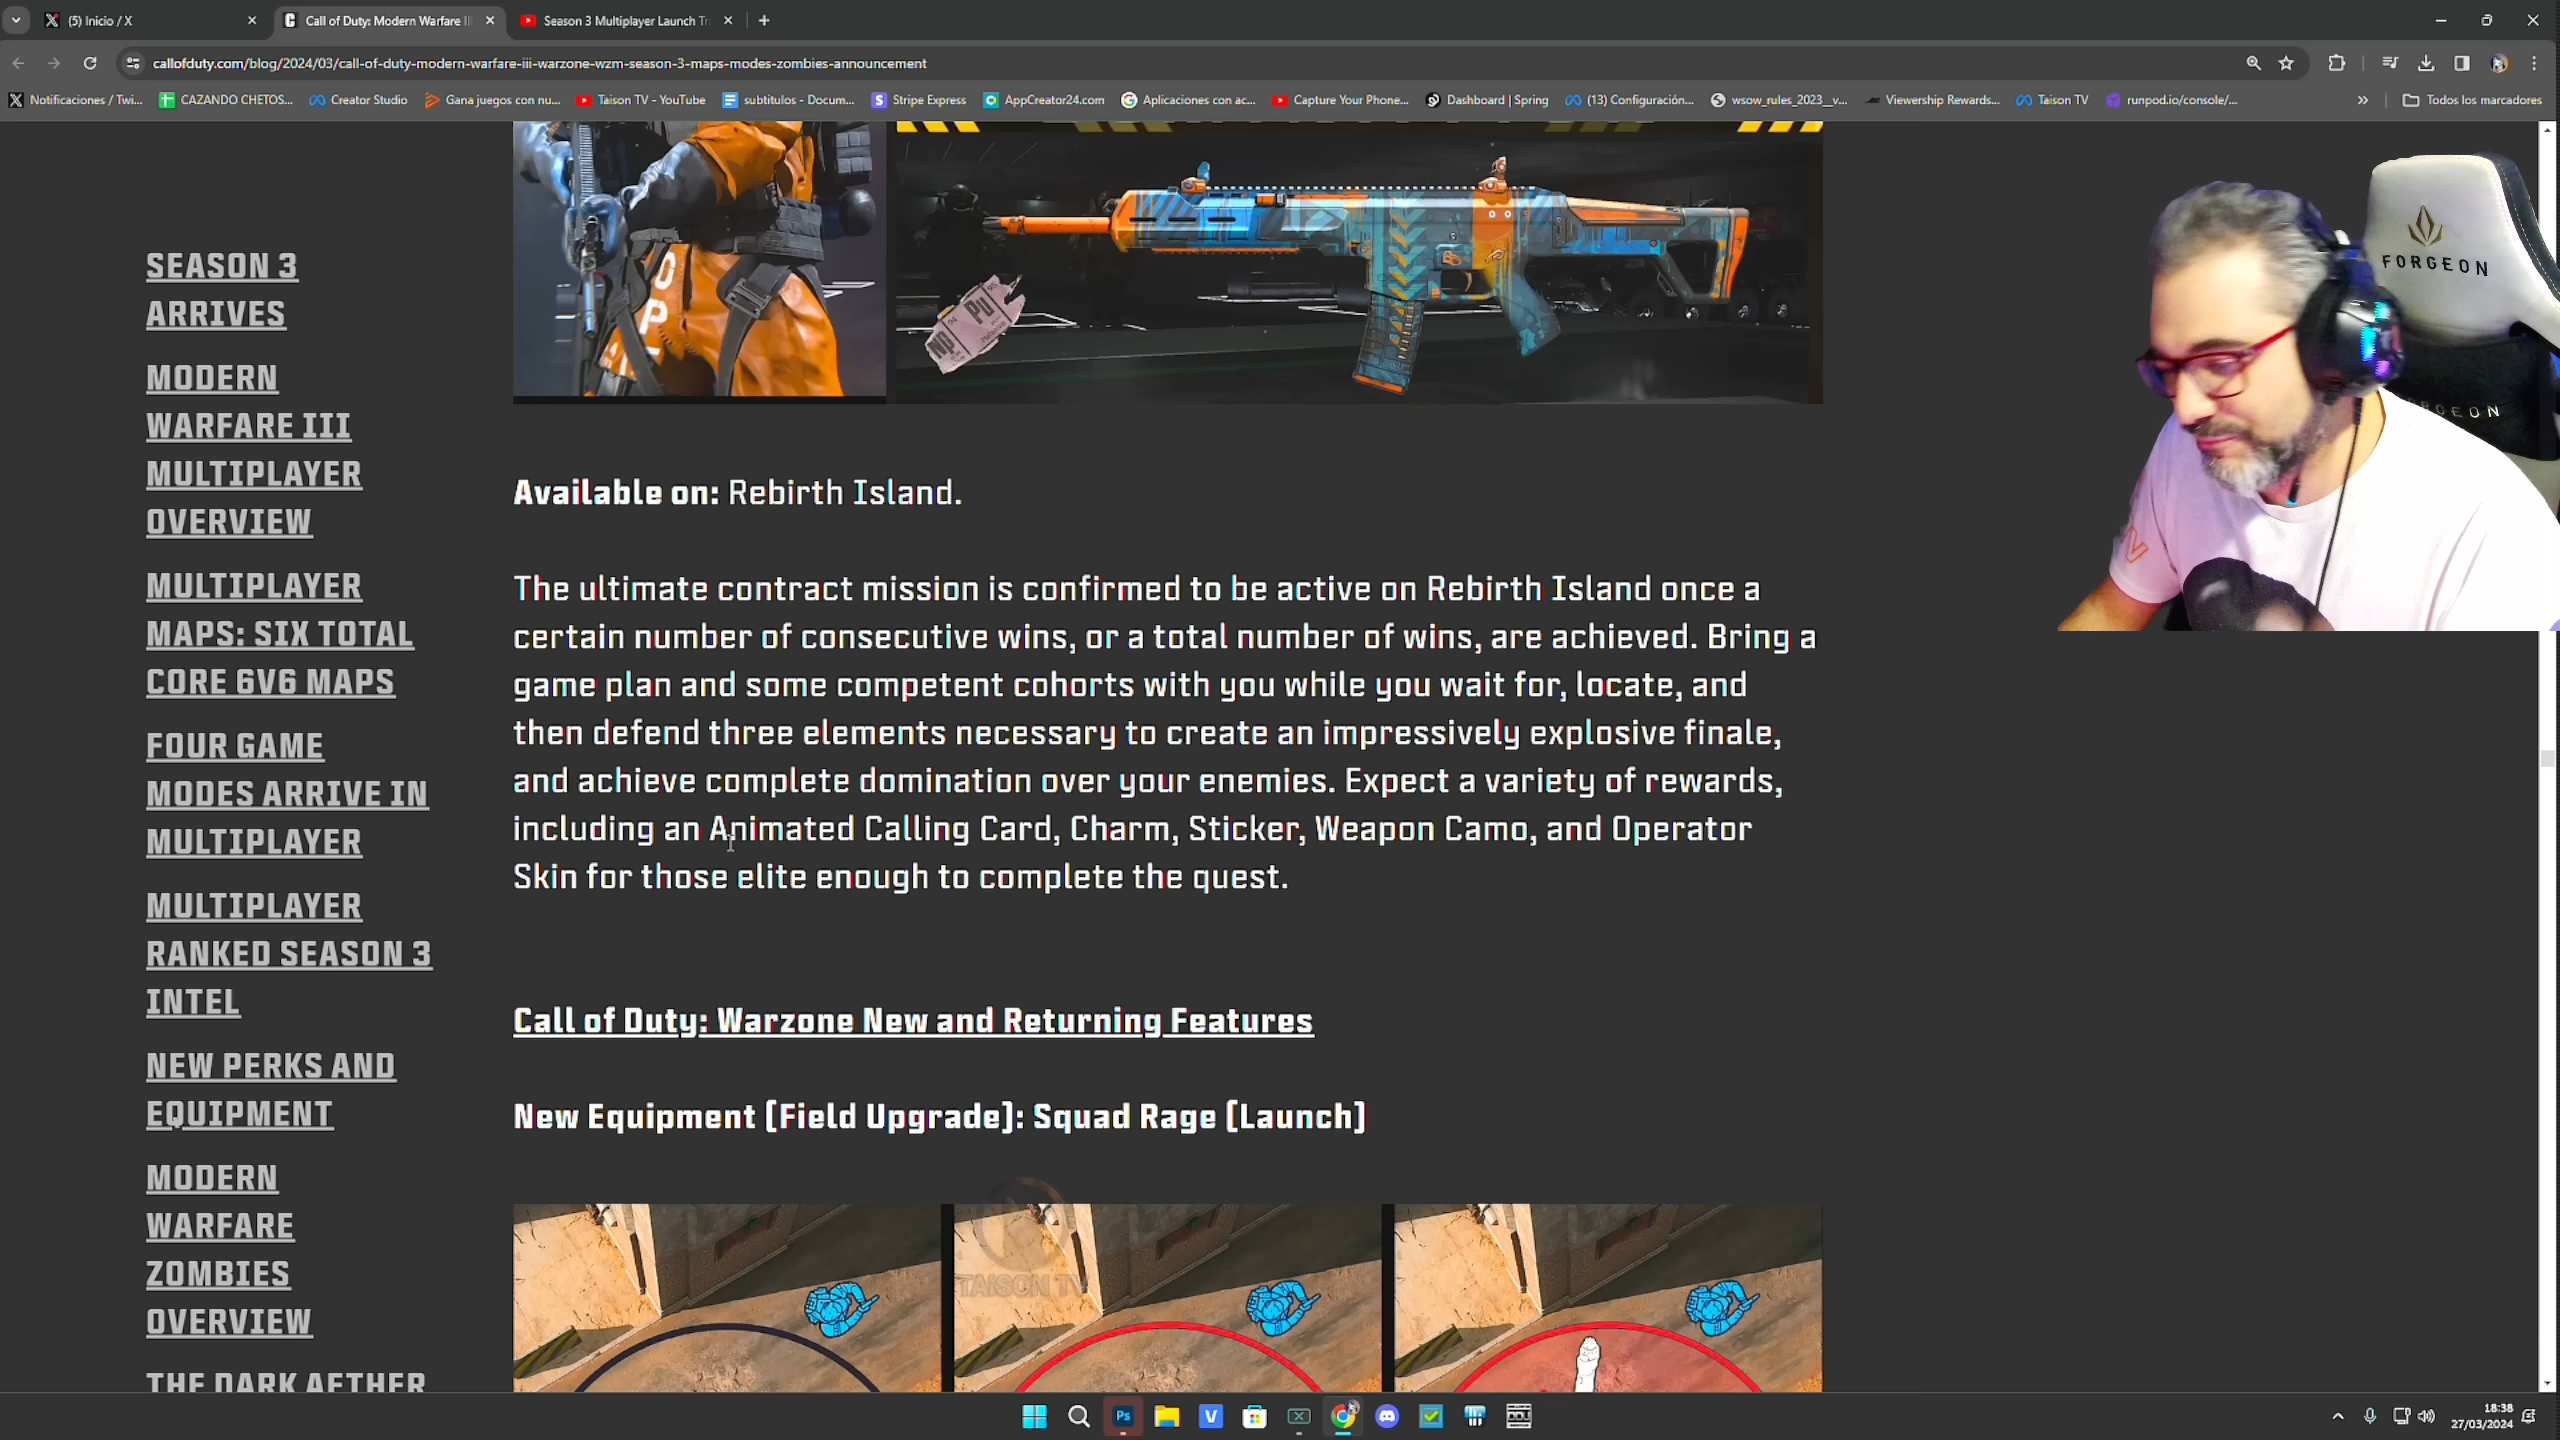 (5) Inicio / X
Call of Duty: Modern Warfare II
Season 3 Multiplayer Launch Tr
callofduty.com/blog/2024/03/call-of-duty-modern-warfare-iii-warzone-wzm-season-3-maps-modes-zombies-announcement
Notificaciones / Twi...
CAZANDO CHETOS...
Creator Studio
Gana juegos con nu...
Taison TV - YouTube
subtitulos - Docum...
Stripe Express
AppCreator24.com
Aplicaciones con ac...
Capture Your Phone...
Dashboard | Spring
(13) Configuración...
wsow_rules_2023__v...
Viewership Rewards...
Taison TV
runpod.io/console/...
Todos los marcadores
SEASON 3
ARRIVES
MODERN
WARFARE III
MULTIPLAYER
OVERVIEW
MULTIPLAYER
MAPS: SIX TOTAL
CORE 6V6 MAPS
FOUR GAME
MODES ARRIVE IN
MULTIPLAYER
MULTIPLAYER
RANKED SEASON 3
INTEL
NEW PERKS AND
EQUIPMENT
MODERN
WARFARE
ZOMBIES
OVERVIEW
THE DARK AETHER
Np
Pu
FORGEON
Available on: Rebirth Island.
The ultimate contract mission is confirmed to be active on Rebirth Island once a
certain number of consecutive wins, or a total number of wins, are achieved. Bring a
game plan and some competent cohorts with you while you wait for, locate, and
then defend three elements necessary to create an impressively explosive finale,
and achieve complete domination over your enemies. Expect a variety of rewards,
including an Animated Calling Card, Charm, Sticker, Weapon Camo, and Operator
Skin for those elite enough to complete the quest.
Call of Duty: Warzone New and Returning Features
New Equipment [Field Upgrade]: Squad Rage [Launch]
TAISON TV
Ps
18:38
27/03/2024